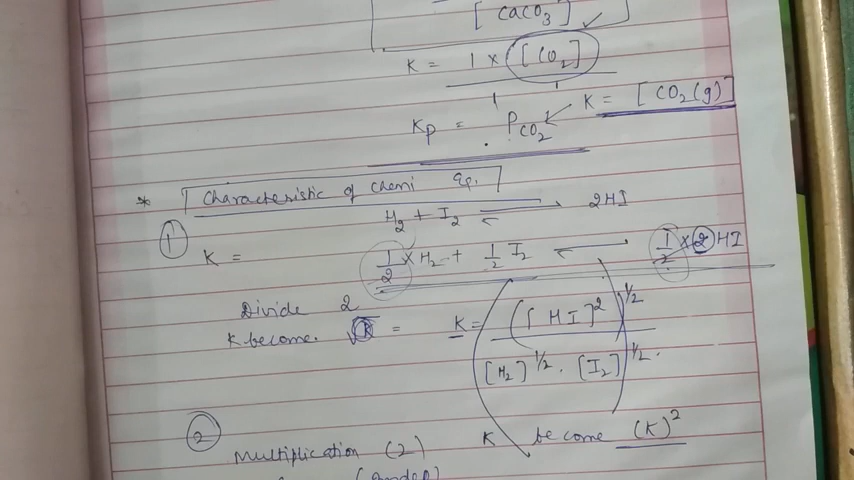 [CaCO₃]
K = 1 × [CO₂]
1
K = [CO₂(g)]
Kp = P CO₂
* Characteristic of chemi Eq.
① H₂ + I₂ ⇌ 2HI
K = 1/2 × H₂ + 1/2 I₂ ⇌ 1/2 × 2 HI
Divide 2
K become. √K = K = ([HI]²)^1/2 / [H₂]^1/2 . [I₂]^1/2.
② Multiplication (2) K become (K)²